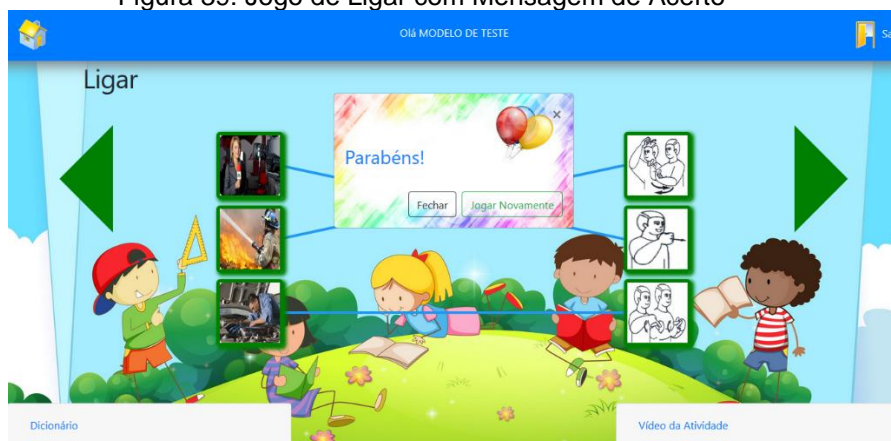 Figura 89: Jogo de Ligar com Mensagem de Acerto
Olá MODELO DE TESTE
Ligar
Parabéns!
Fechar
Jogar Novamente
Dicionário
Vídeo da Atividade